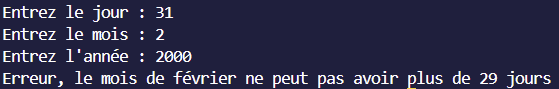 Entrez le jour : 31
Entrez le mois : 2
Entrez l'année : 2000
Erreur, le mois de février ne peut pas avoir plus de 29 jours